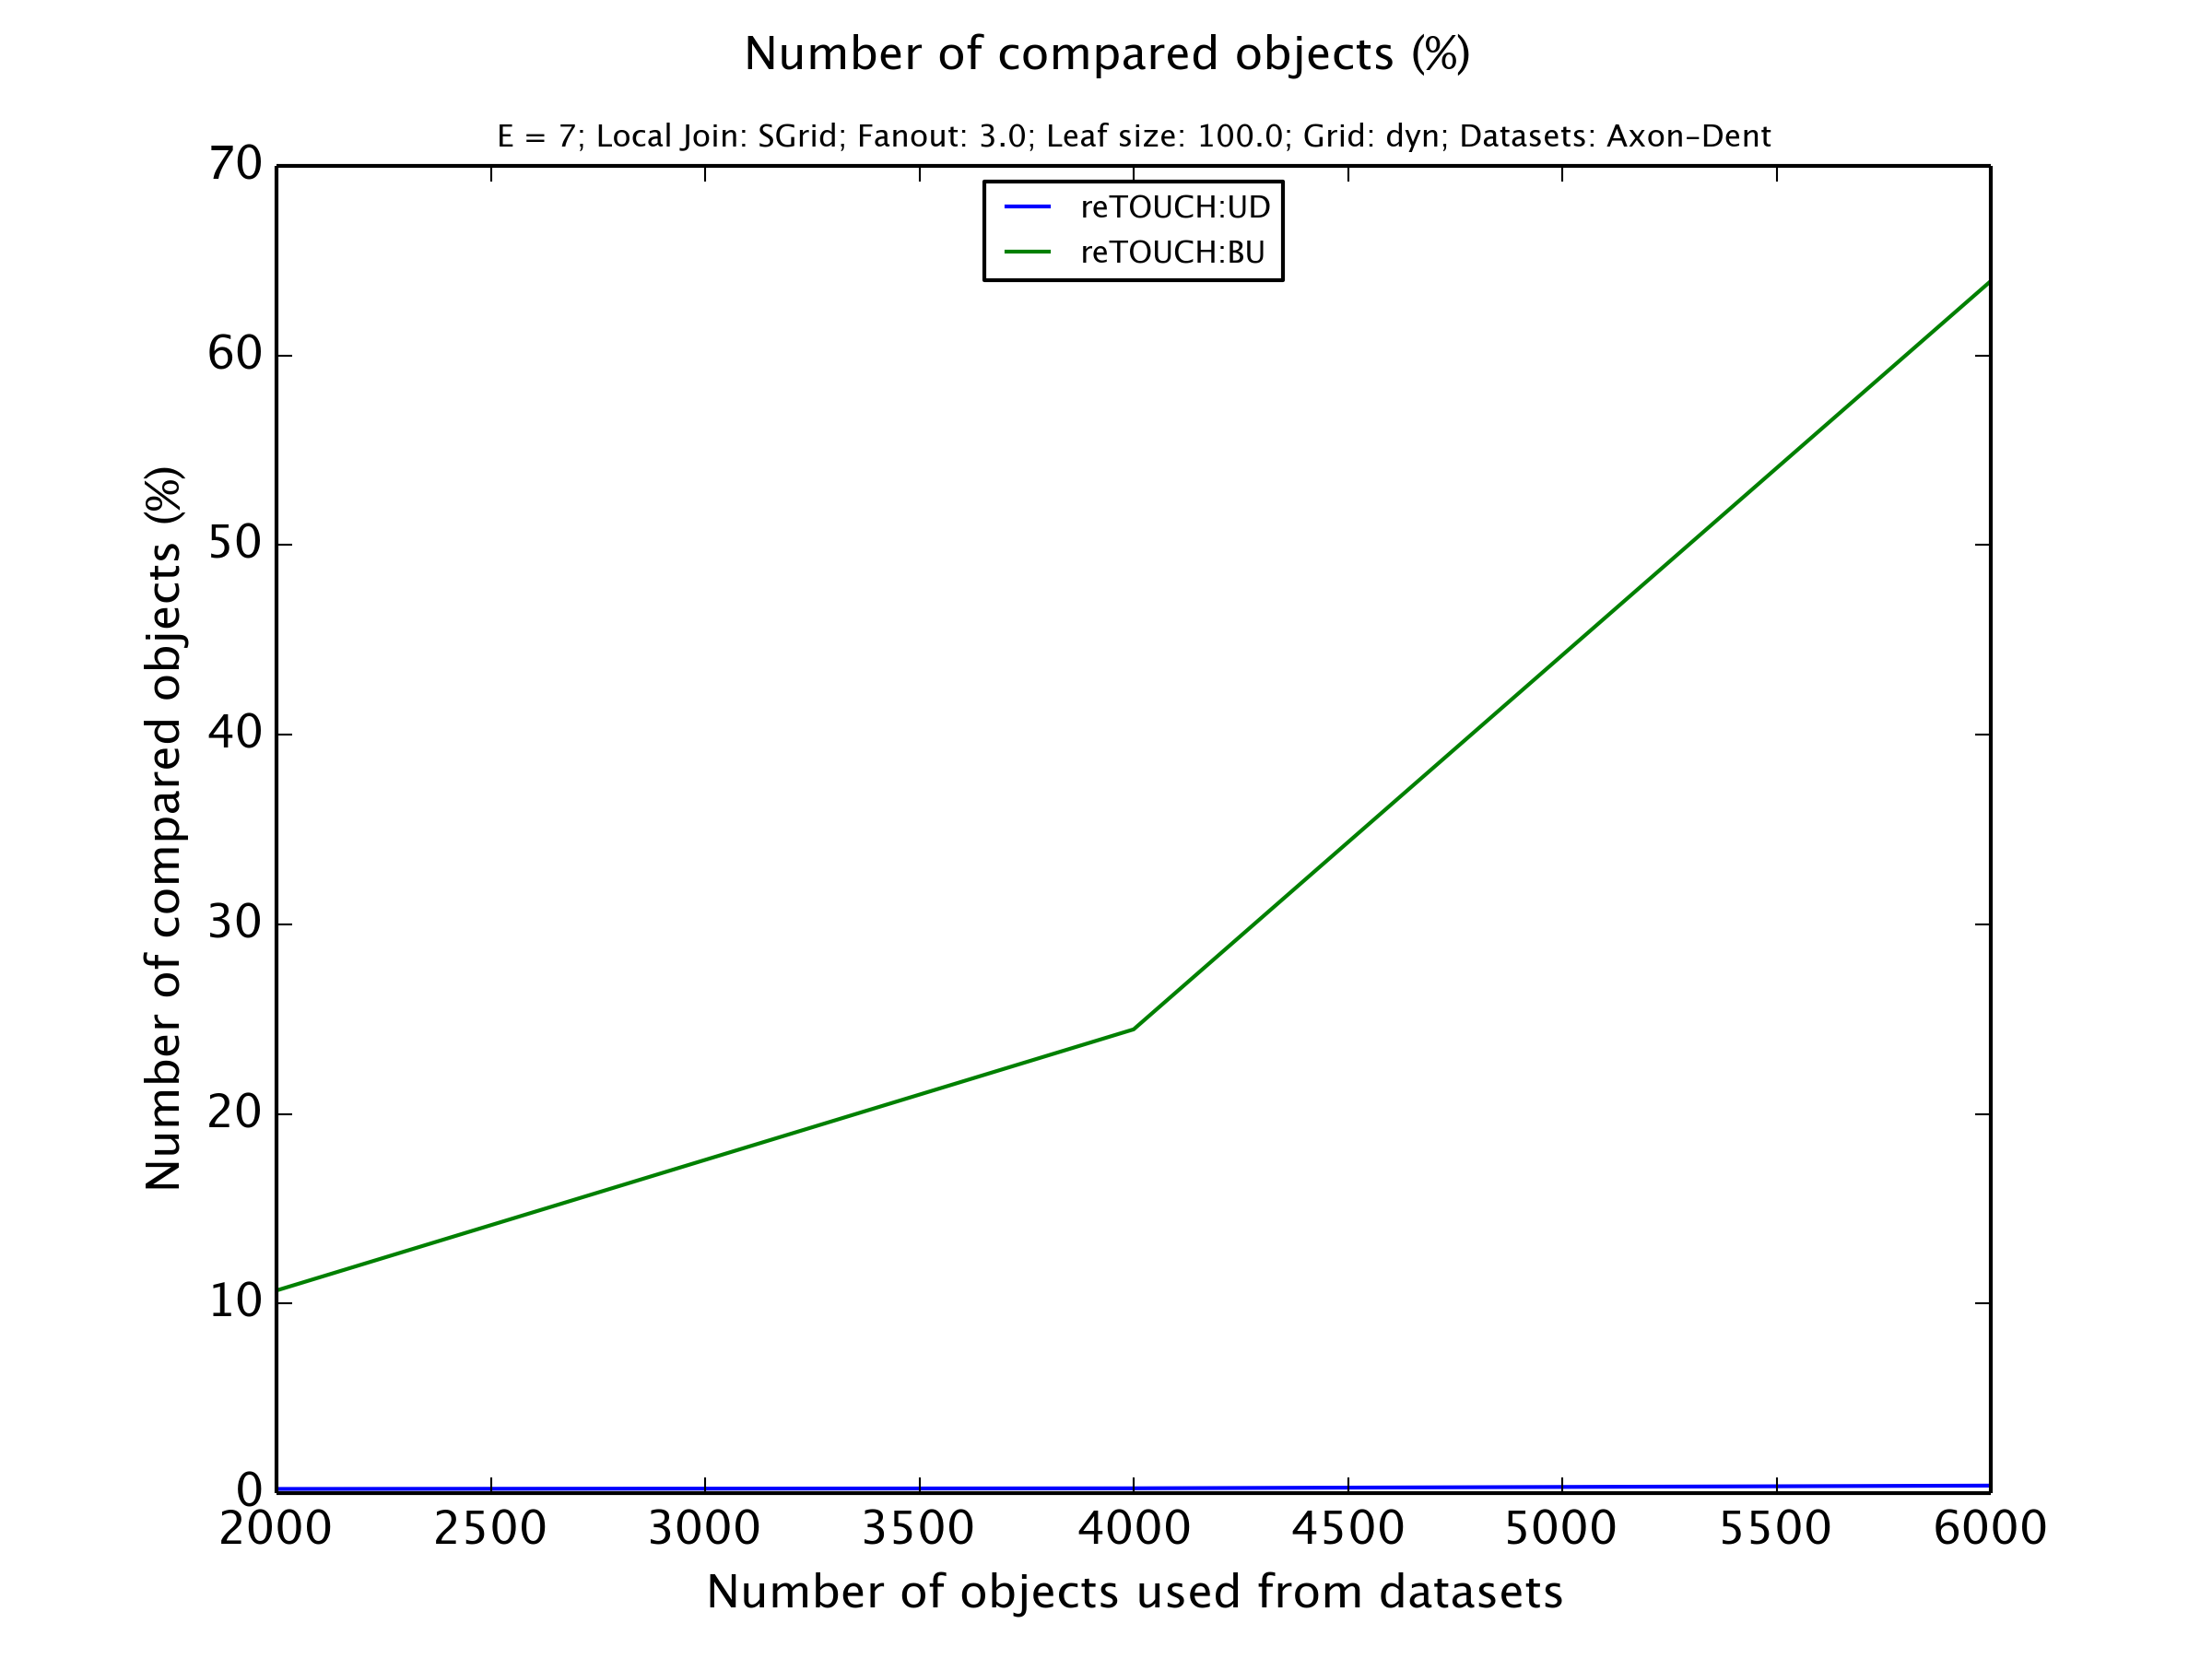 Number of compared objects (%)
E = 7; Local Join: SGrid; Fanout: 3.0; Leaf size: 100.0; Grid: dyn; Datasets: Axon-Dent
reTOUCH:UD
reTOUCH:BU
70
60
50
40
30
20
10
0
Number of compared objects (%)
2000 2500 3000 3500 4000 4500 5000 5500 6000
Number of objects used from datasets